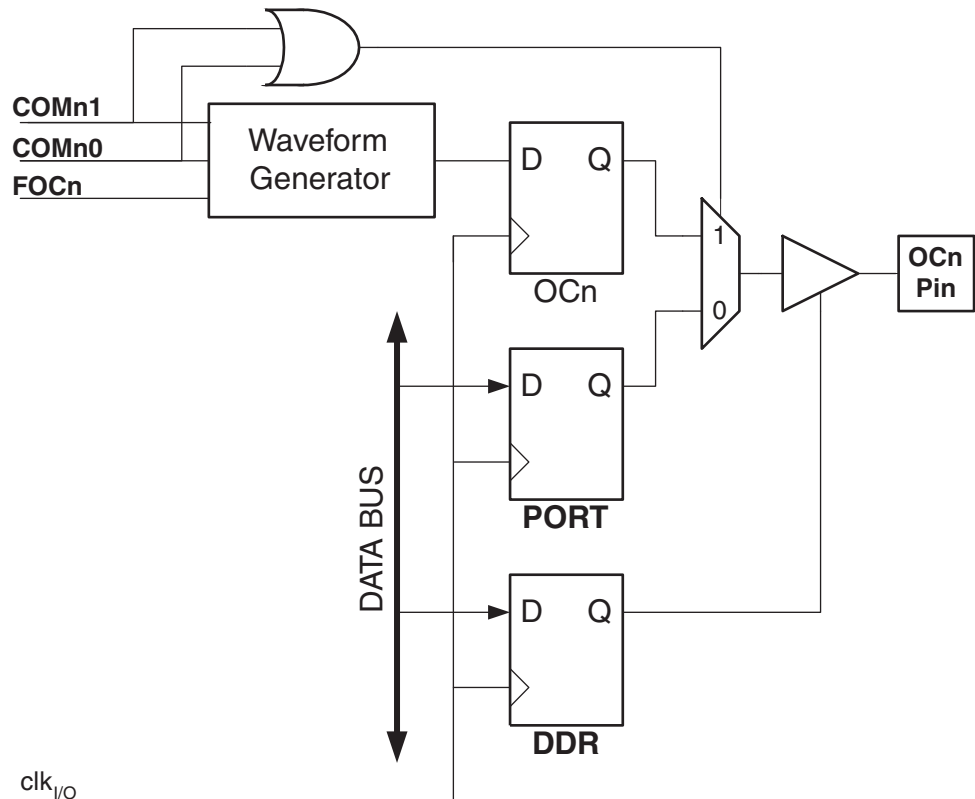 COMn1
COMn0
FOCn
Waveform
Generator
D Q
OCn
1
0
OCn
Pin
D Q
PORT
DATA BUS
D Q
DDR
clkI/O